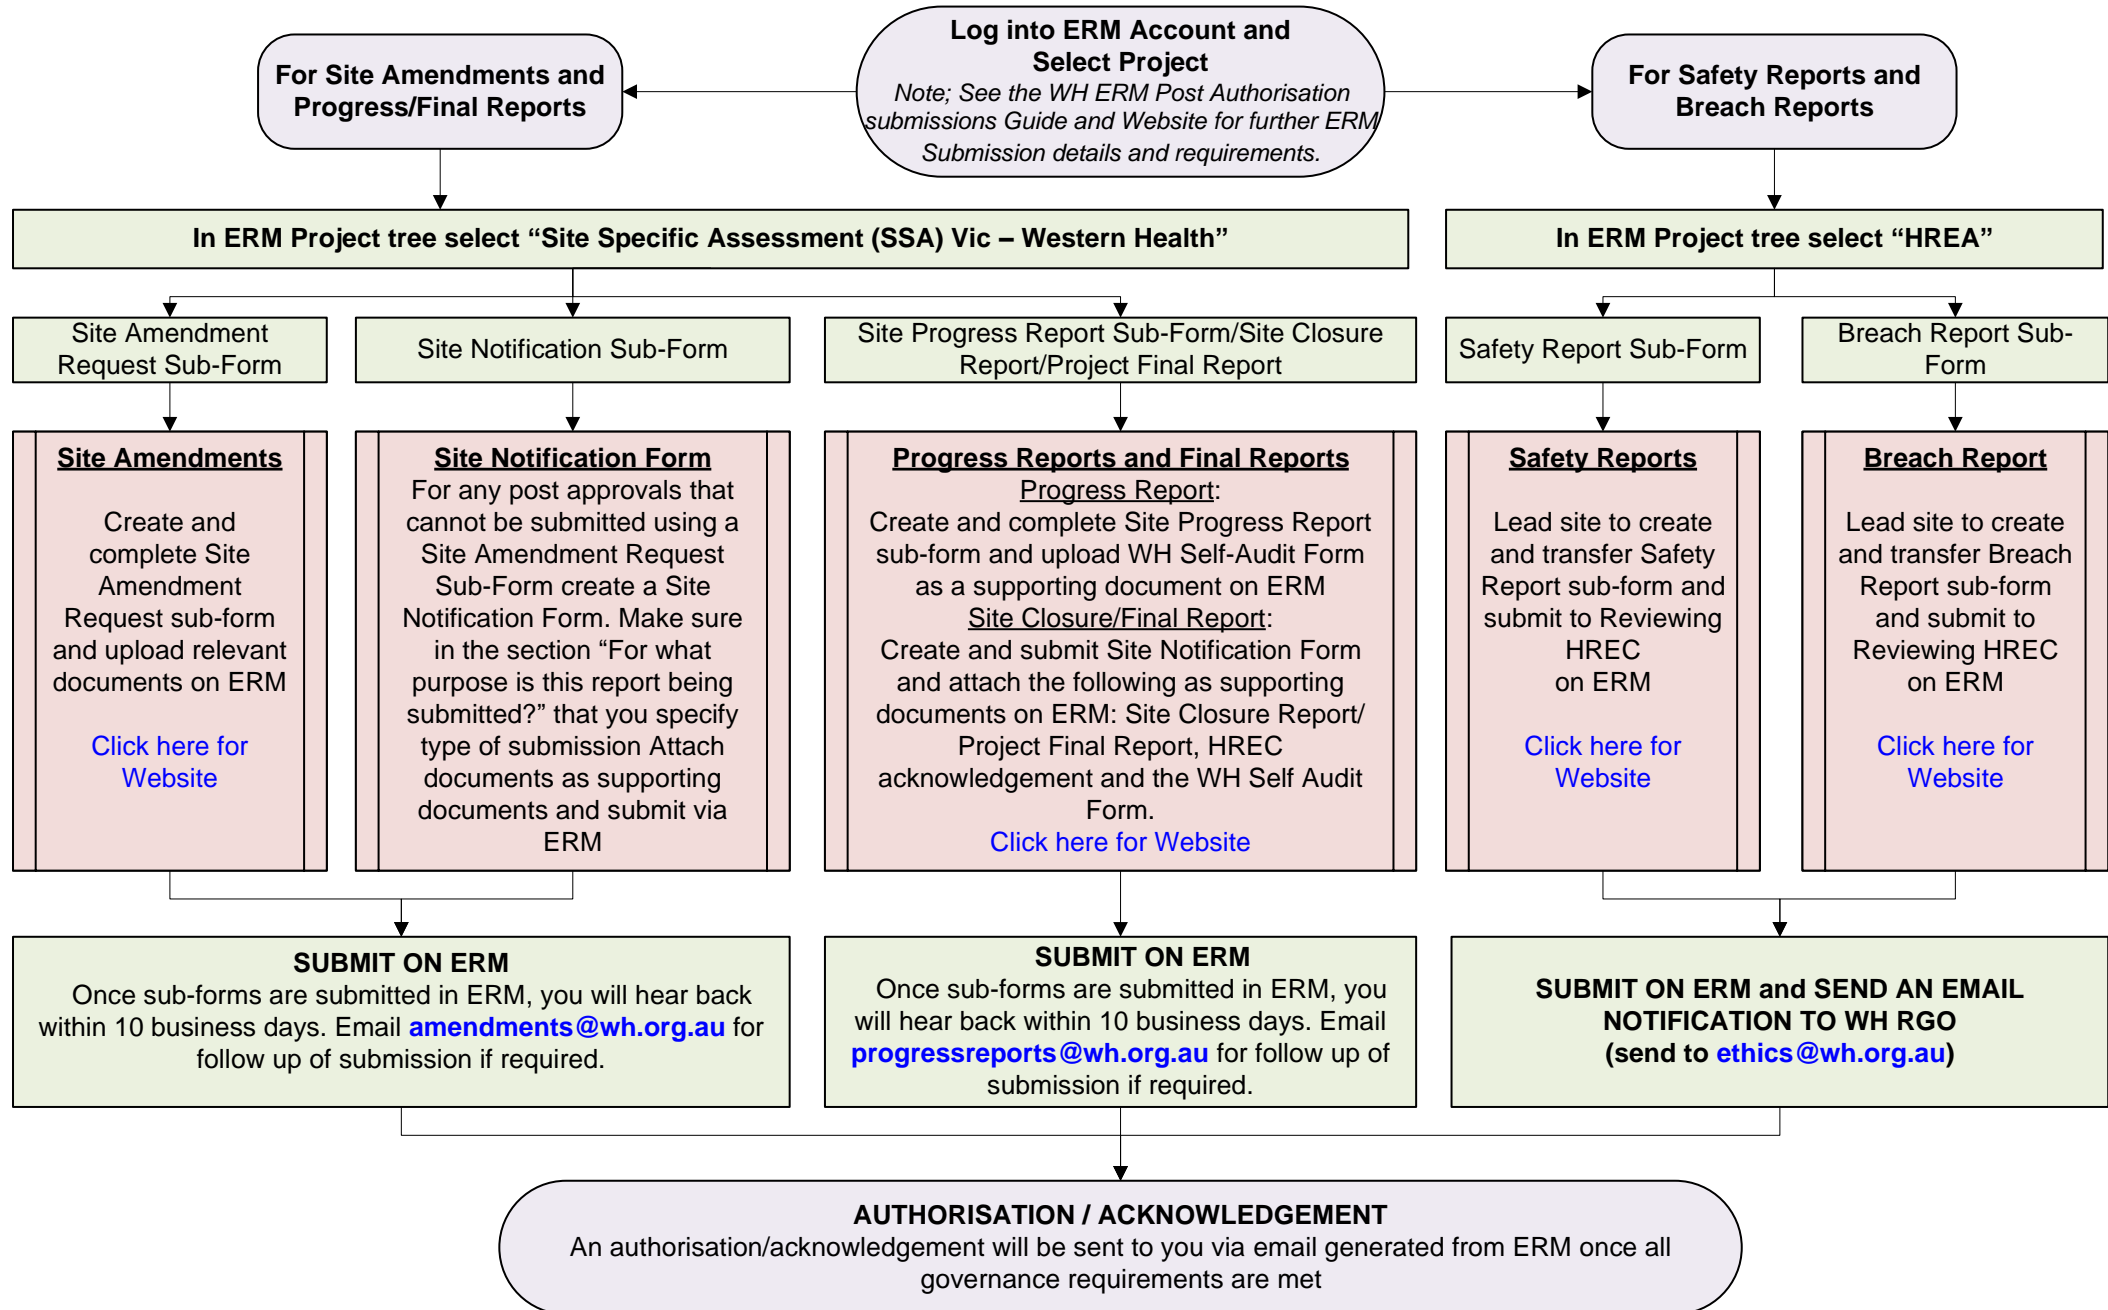 Log into ERM Account and
Select Project
Note; See the WH ERM Post Authorisation
submissions Guide and Website for further ERM
Submission details and requirements.
For Site Amendments and
Progress/Final Reports
For Safety Reports and
Breach Reports
In ERM Project tree select “Site Specific Assessment (SSA) Vic – Western Health”
In ERM Project tree select “HREA”
Site Amendment
Request Sub-Form
Site Notification Sub-Form
Site Progress Report Sub-Form/Site Closure
Report/Project Final Report
Safety Report Sub-Form
Breach Report Sub-
Form
Site Amendments
Create and
complete Site
Amendment
Request sub-form
and upload relevant
documents on ERM
Click here for
Website
Site Notification Form
For any post approvals that
cannot be submitted using a
Site Amendment Request
Sub-Form create a Site
Notification Form. Make sure
in the section “For what
purpose is this report being
submitted?” that you specify
type of submission Attach
documents as supporting
documents and submit via
ERM
Progress Reports and Final Reports
Progress Report:
Create and complete Site Progress Report
sub-form and upload WH Self-Audit Form
as a supporting document on ERM
Site Closure/Final Report:
Create and submit Site Notification Form
and attach the following as supporting
documents on ERM: Site Closure Report/
Project Final Report, HREC
acknowledgement and the WH Self Audit
Form.
Click here for Website
Safety Reports
Lead site to create
and transfer Safety
Report sub-form and
submit to Reviewing
HREC
on ERM
Click here for
Website
Breach Report
Lead site to create
and transfer Breach
Report sub-form
and submit to
Reviewing HREC
on ERM
Click here for
Website
SUBMIT ON ERM
Once sub-forms are submitted in ERM, you will hear back
within 10 business days. Email amendments@wh.org.au for
follow up of submission if required.
SUBMIT ON ERM
Once sub-forms are submitted in ERM, you
will hear back within 10 business days. Email
progressreports@wh.org.au for follow up of
submission if required.
SUBMIT ON ERM and SEND AN EMAIL
NOTIFICATION TO WH RGO
(send to ethics@wh.org.au)
AUTHORISATION / ACKNOWLEDGEMENT
An authorisation/acknowledgement will be sent to you via email generated from ERM once all
governance requirements are met